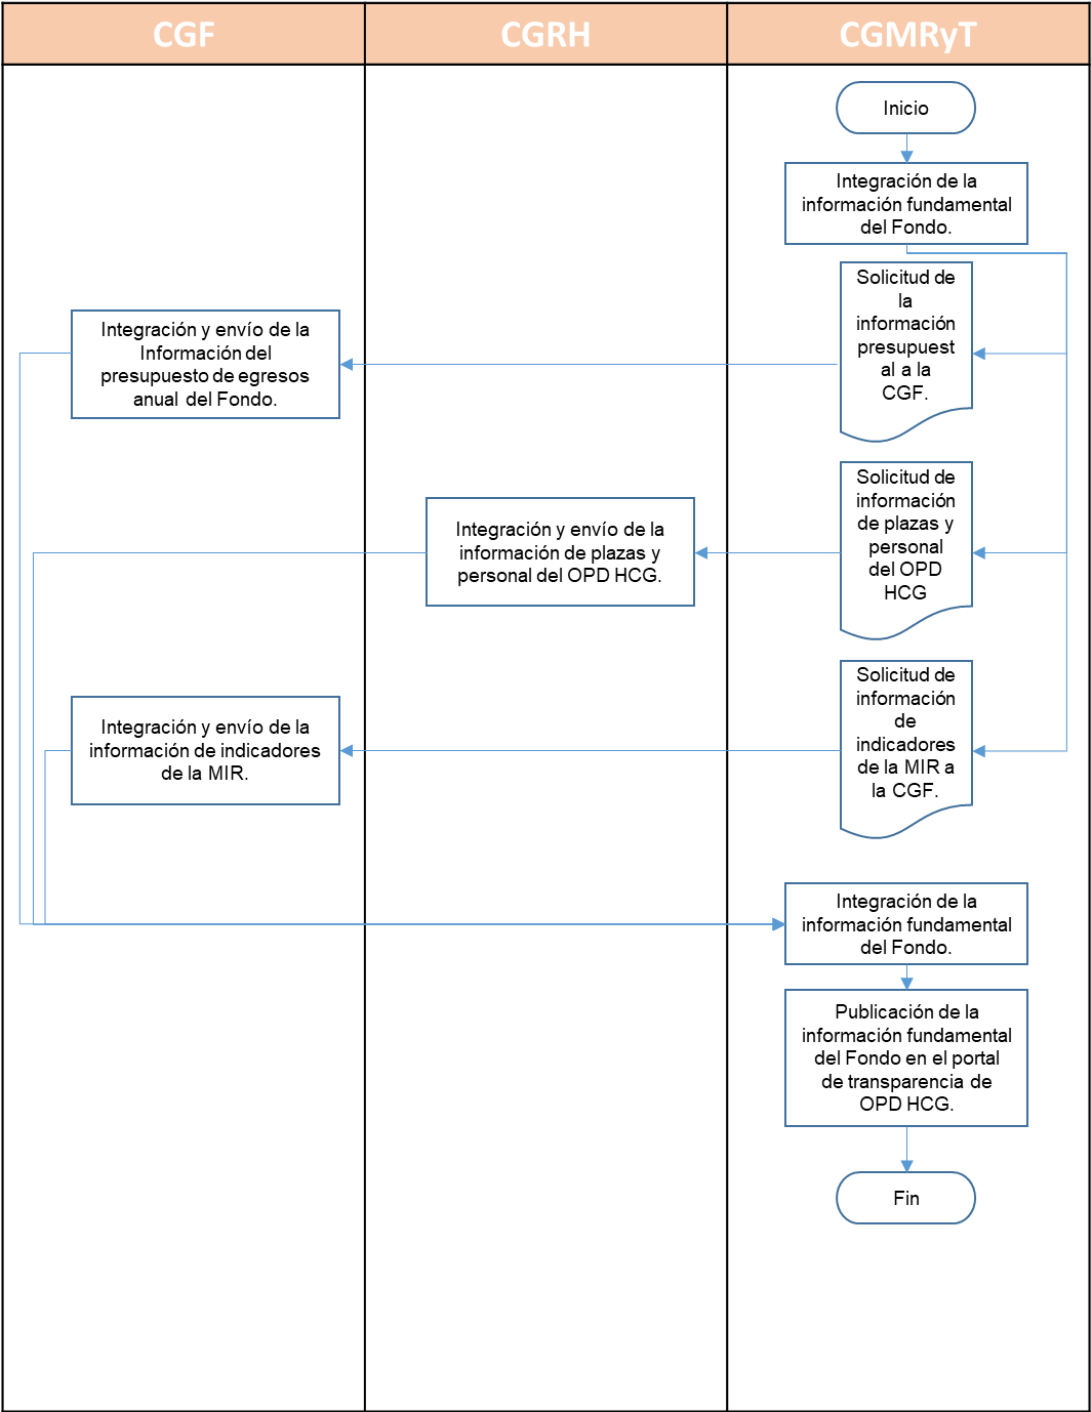 CGF
CGRH
CGMRyT
Inicio
Integración de la
información fundamental
del Fondo.
Solicitud de
la
información
presupuest
al a la
CGF.
Integración y envío de la
Información del
presupuesto de egresos
anual del Fondo.
Solicitud de
información
de plazas y
personal
del OPD
HCG
Integración y envío de la
información de plazas y
personal del OPD HCG.
Solicitud de
información
de
indicadores
de la MIR a
la CGF.
Integración y envío de la
información de indicadores
de la MIR.
Integración de la
información fundamental
del Fondo.
Publicación de la
información fundamental
del Fondo en el portal
de transparencia de
OPD HCG.
Fin